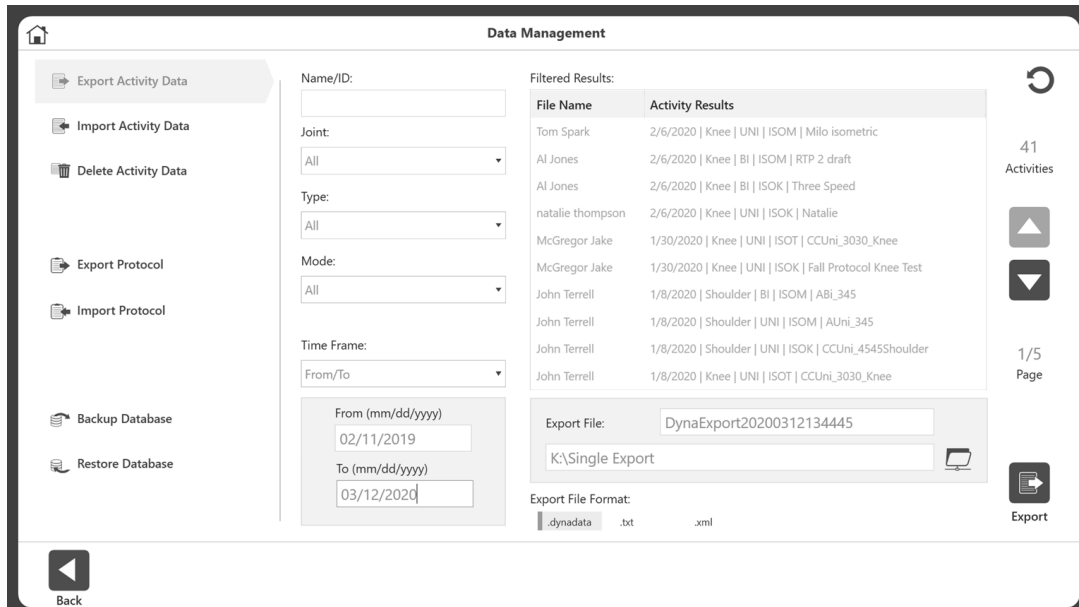 Data Management
Export Activity Data
Import Activity Data
Delete Activity Data
Export Protocol
Import Protocol
Backup Database
Restore Database
Name/ID:
Joint:
All
Type:
All
Mode:
All
Time Frame:
From/To
From (mm/dd/yyyy)
02/11/2019
To (mm/dd/yyyy)
03/12/2020
Filtered Results:
File Name Activity Results
Tom Spark 2/6/2020 | Knee | UNI | ISOM | Milo isometric
Al Jones 2/6/2020 | Knee | BI | ISOM | RTP 2 draft
Al Jones 2/6/2020 | Knee | BI | ISOK | Three Speed
natalie thompson 2/6/2020 | Knee | UNI | ISOK | Natalie
McGregor Jake 1/30/2020 | Knee | UNI | ISOT | CCUni_3030_Knee
McGregor Jake 1/30/2020 | Knee | UNI | ISOK | Fall Protocol Knee Test
John Terrell 1/8/2020 | Shoulder | BI | ISOM | ABi_345
John Terrell 1/8/2020 | Shoulder | UNI | ISOM | AUni_345
John Terrell 1/8/2020 | Shoulder | UNI | ISOK | CCUni_4545Shoulder
John Terrell 1/8/2020 | Knee | UNI | ISOT | CCUni_3030_Knee
Export File: DynaExport20200312134445
K:\Single Export
Export File Format:
.dynadata .txt .xml
41
Activities
1/5
Page
Export
Back